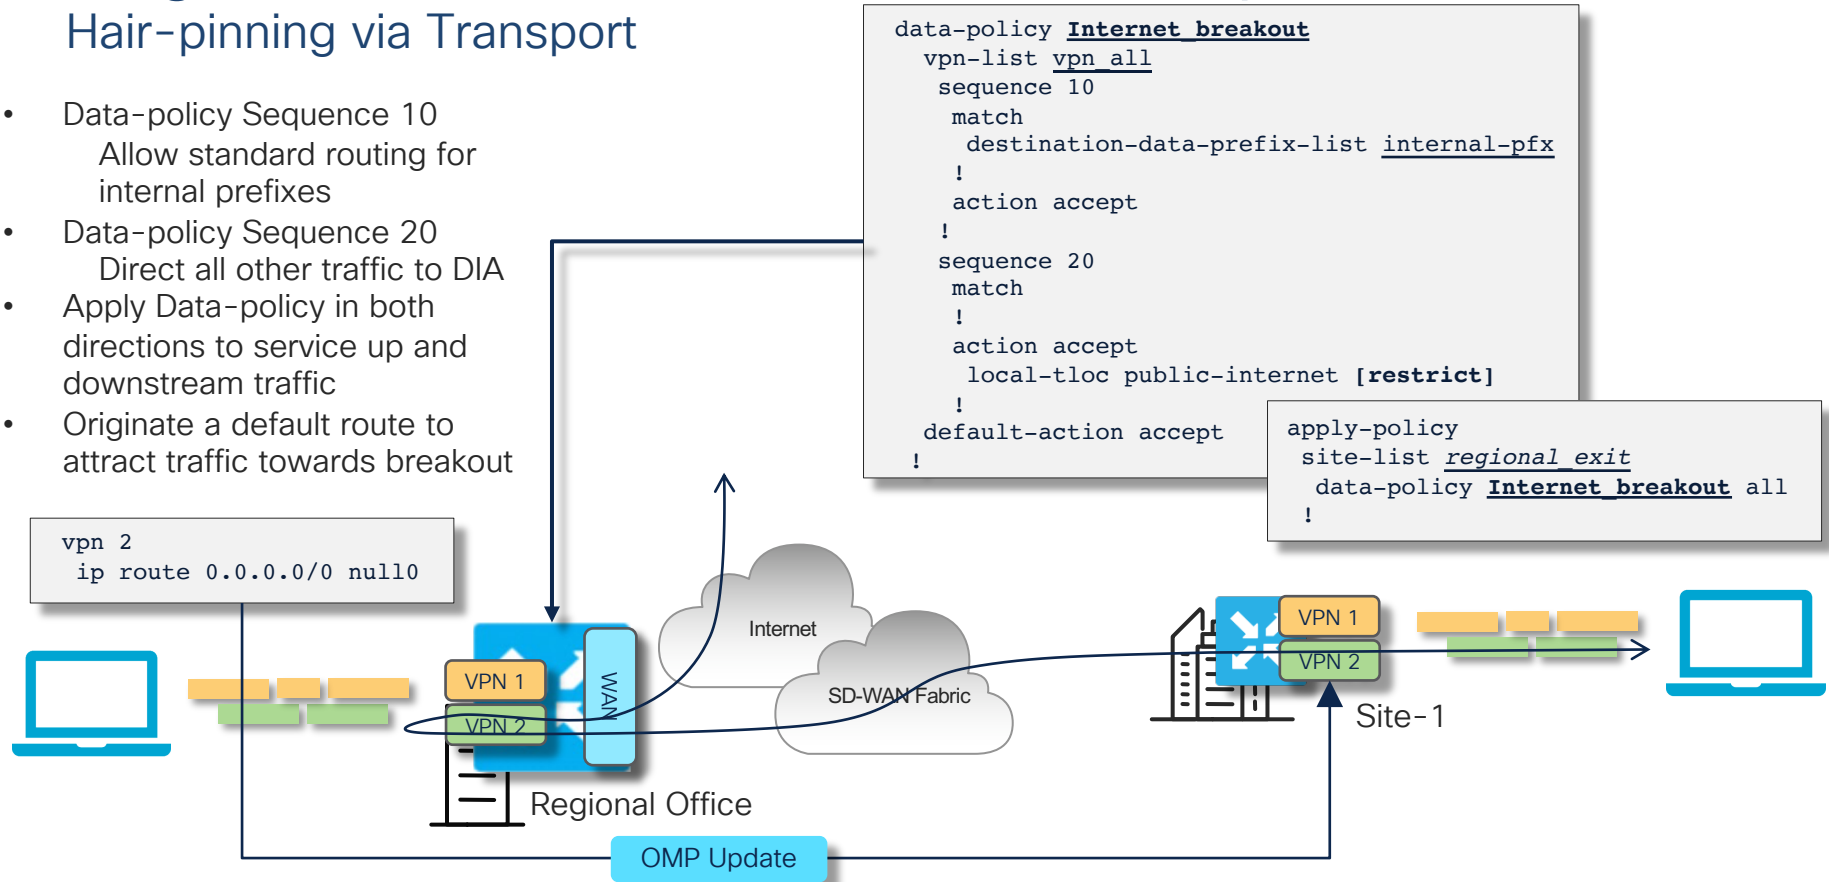 Hair-pinning via Transport
• Data-policy Sequence 10
Allow standard routing for
internal prefixes
• Data-policy Sequence 20
Direct all other traffic to DIA
• Apply Data-policy in both
directions to service up and
downstream traffic
• Originate a default route to
attract traffic towards breakout
data-policy Internet_breakout
vpn-list vpn_all
sequence 10
match
destination-data-prefix-list internal-pfx
!
action accept
!
sequence 20
match
!
action accept
local-tloc public-internet [restrict]
!
default-action accept
!
apply-policy
site-list regional_exit
data-policy Internet_breakout all
!
vpn 2
ip route 0.0.0.0/0 null0
VPN 1
VPN 2
WAN
Internet
SD-WAN Fabric
VPN 1
VPN 2
Site-1
Regional Office
OMP Update